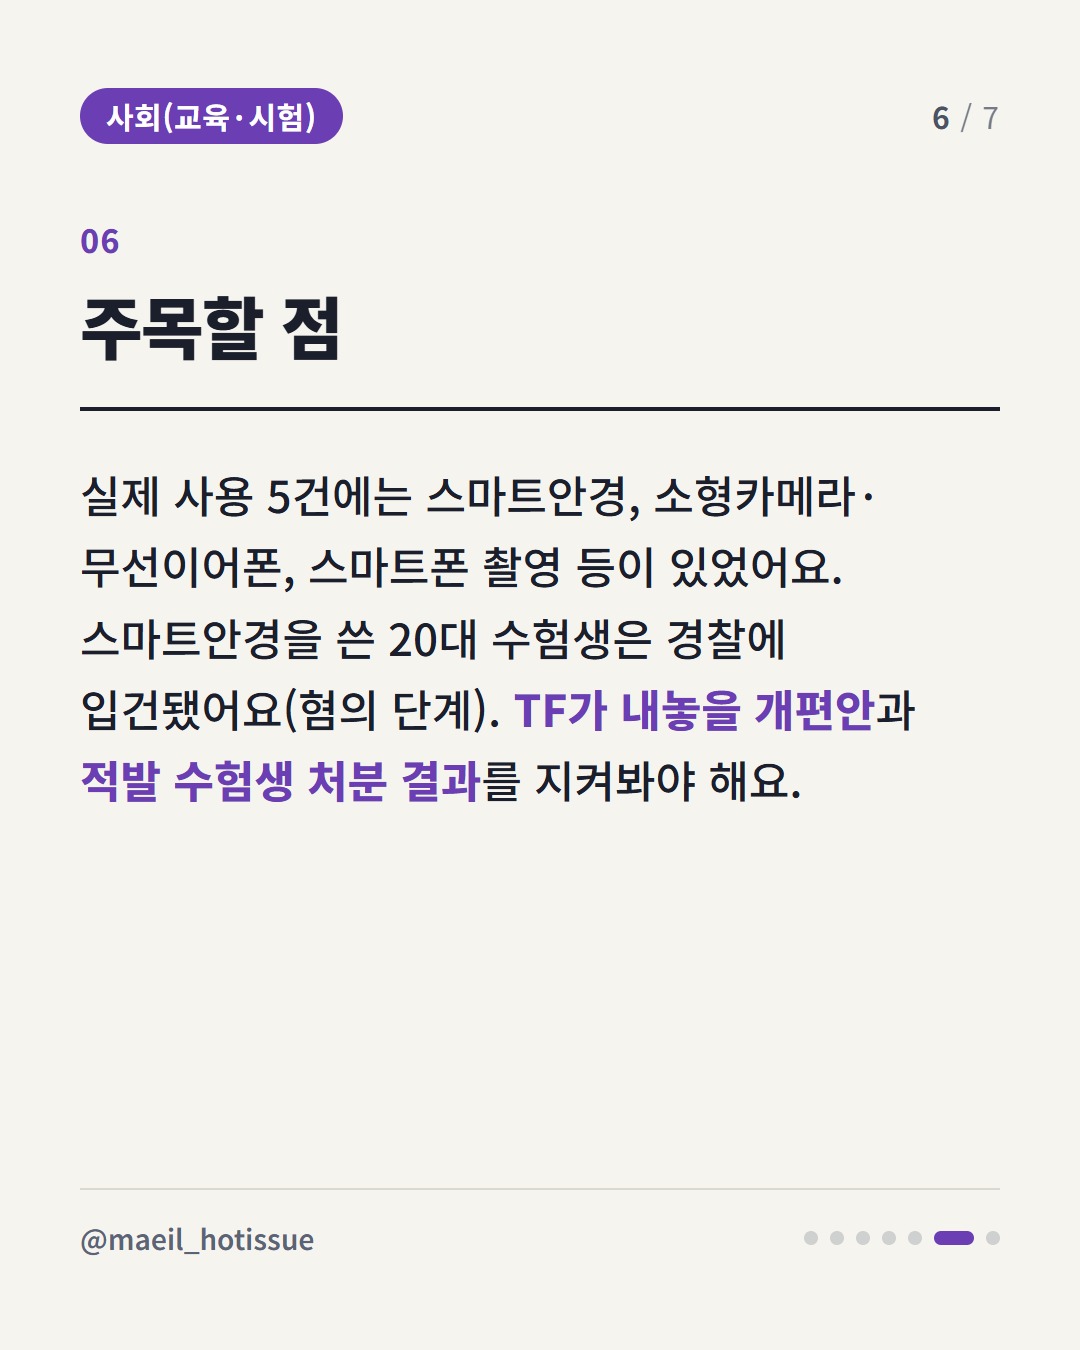 사회(교육·시험)
6 / 7
06
주목할 점
실제 사용 5건에는 스마트안경, 소형카메라·
무선이어폰, 스마트폰 촬영 등이 있었어요.
스마트안경을 쓴 20대 수험생은 경찰에
입건됐어요(혐의 단계). TF가 내놓을 개편안과
적발 수험생 처분 결과를 지켜봐야 해요.
@maeil_hotissue